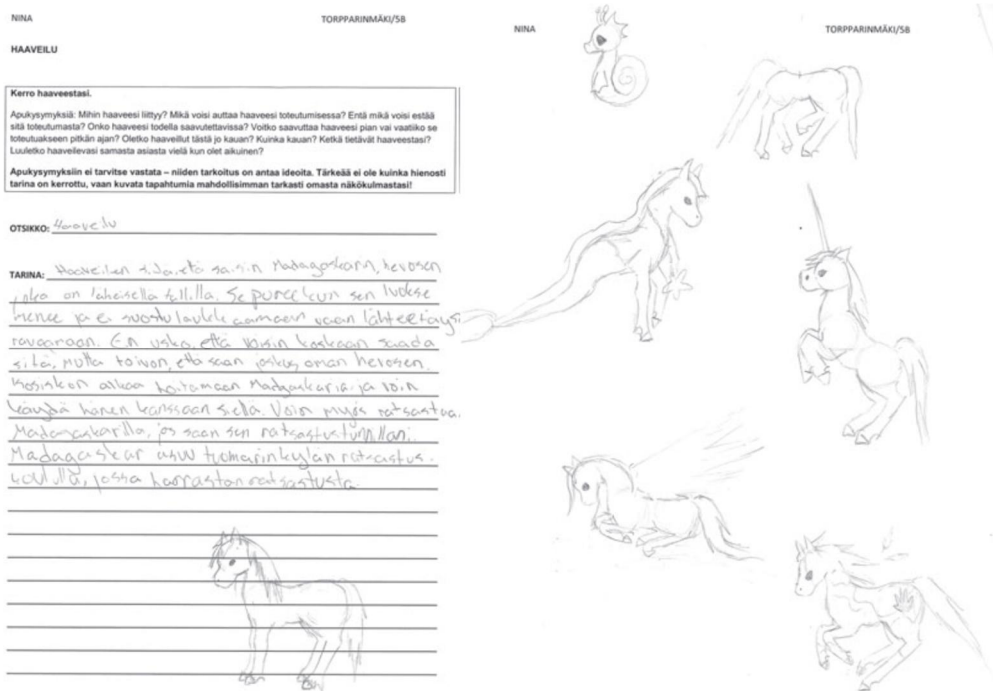 NINA
TORPPARINMÄKI/5B
HAAVEILU
Kerro haaveestasi.
Apukysymyksiä: Mihin haaveesi liittyy? Mikä voisi auttaa haaveesi toteutumisessa? Entä mikä voisi estää
sitä toteutumasta? Onko haaveesi todella saavutettavissa? Voitko saavuttaa haaveesi pian vai vaatiiko se
toteutuakseen pitkän ajan? Oletko haaveillut tästä jo kauan? Kuinka kauan? Ketkä tietävät haaveestasi?
Luuletko haaveilevasi samasta asiasta vielä kun olet aikuinen?
Apukysymyksiin ei tarvitse vastata – niiden tarkoitus on antaa ideoita. Tärkeää ei ole kuinka hienosti
tarina on kerrottu, vaan kuvata tapahtumia mahdollisimman tarkasti omasta näkökulmastasi!
OTSIKKO: Haaveilu
TARINA: Haaveilen siitä, että saisin Madagaskarin, hevosen
joka on läheisellä tallilla. Se puree kun sen luokse
menee ja ei suostu laukkaamaan vaan lähtee täysi
ravaaraan. En usko, että voisin koskaan saada
sitä, mutta toivon, että saan joskus oman hevosen.
alkaa hoitamaan Madagaskaria ja voin
käydä hänen kanssaan siellä. Voin myös ratsastaa
Madagaskarilla, jos saan sen ratsastustunnillani.
Madagaskar asuu tuomarinkylän ratsastus-
koululla, jossa harrastan ratsastusta.
NINA
TORPPARINMÄKI/5B